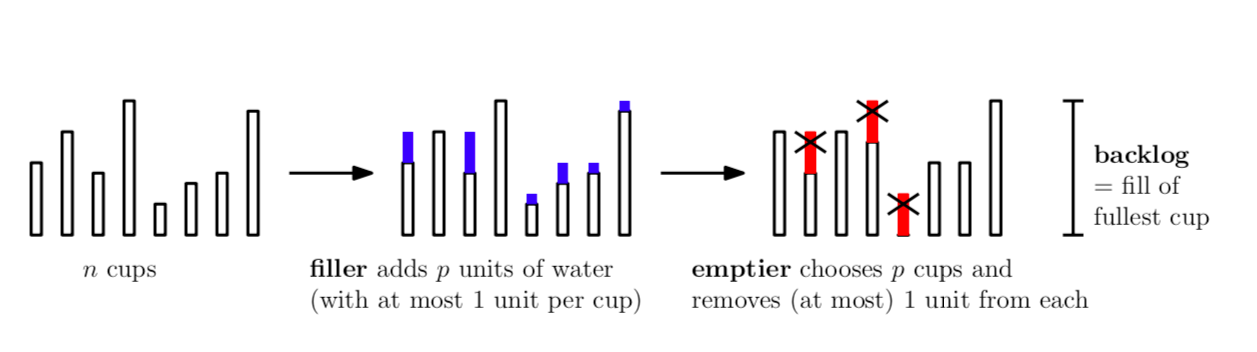 n cups
filler adds p units of water
(with at most 1 unit per cup)
emptier chooses p cups and
removes (at most) 1 unit from each
backlog
= fill of
fullest cup